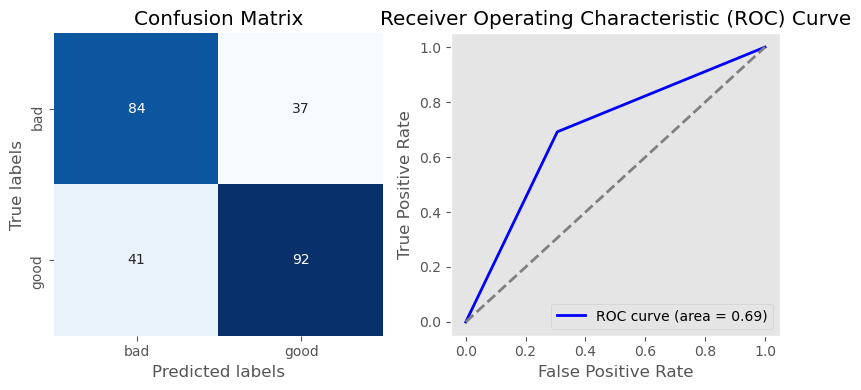 Confusion Matrix
True labels
bad
good
84
37
41
92
bad
good
Predicted labels
Receiver Operating Characteristic (ROC) Curve
True Positive Rate
1.0
0.8
0.6
0.4
0.2
0.0
ROC curve (area = 0.69)
0.0
0.2
0.4
0.6
0.8
1.0
False Positive Rate